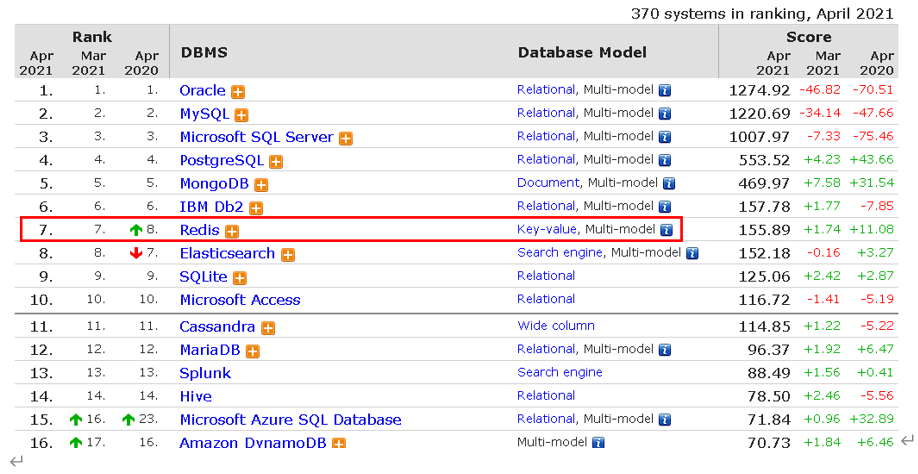 370 systems in ranking, April 2021
Rank DBMS Database Model Score
Apr 2021 Mar 2021 Apr 2020 Apr 2021 Mar 2021 Apr 2020
1. 1. 1. Oracle Relational, Multi-model 1274.92 -46.82 -70.51
2. 2. 2. MySQL Relational, Multi-model 1220.69 -34.14 -47.66
3. 3. 3. Microsoft SQL Server Relational, Multi-model 1007.97 -7.33 -75.46
4. 4. 4. PostgreSQL Relational, Multi-model 553.52 +4.23 +43.66
5. 5. 5. MongoDB Document, Multi-model 469.97 +7.58 +31.54
6. 6. 6. IBM Db2 Relational, Multi-model 157.78 +1.77 -7.85
7. 7. 8. Redis Key-value, Multi-model 155.89 +1.74 +11.08
8. 8. 7. Elasticsearch Search engine, Multi-model 152.18 -0.16 +3.27
9. 9. 9. SQLite Relational 125.06 +2.42 +2.87
10. 10. 10. Microsoft Access Relational 116.72 -1.41 -5.19
11. 11. 11. Cassandra Wide column 114.85 +1.22 -5.22
12. 12. 12. MariaDB Relational, Multi-model 96.37 +1.92 +6.47
13. 13. 13. Splunk Search engine 88.49 +1.56 +0.41
14. 14. 14. Hive Relational 78.50 +2.46 -5.56
15. 16. 23. Microsoft Azure SQL Database Relational, Multi-model 71.84 +0.96 +32.89
16. 17. 16. Amazon DynamoDB Multi-model 70.73 +1.84 +6.46